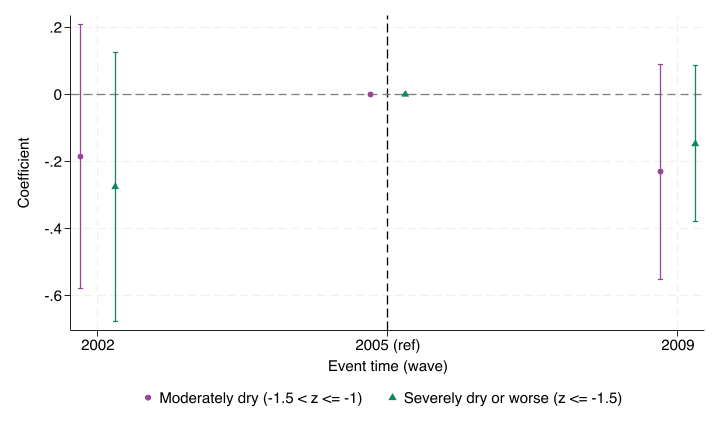 .2
0
-.2
-.4
-.6
Coefficient
2002
2005 (ref)
2009
Event time (wave)
Moderately dry (-1.5 < z <= -1)
Severely dry or worse (z <= -1.5)